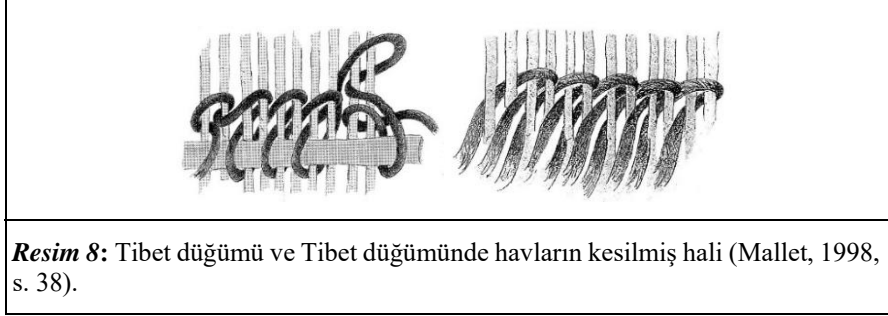 Resim 8: Tibet düğümü ve Tibet düğümünde havların kesilmiş hali (Mallet, 1998,
s. 38).